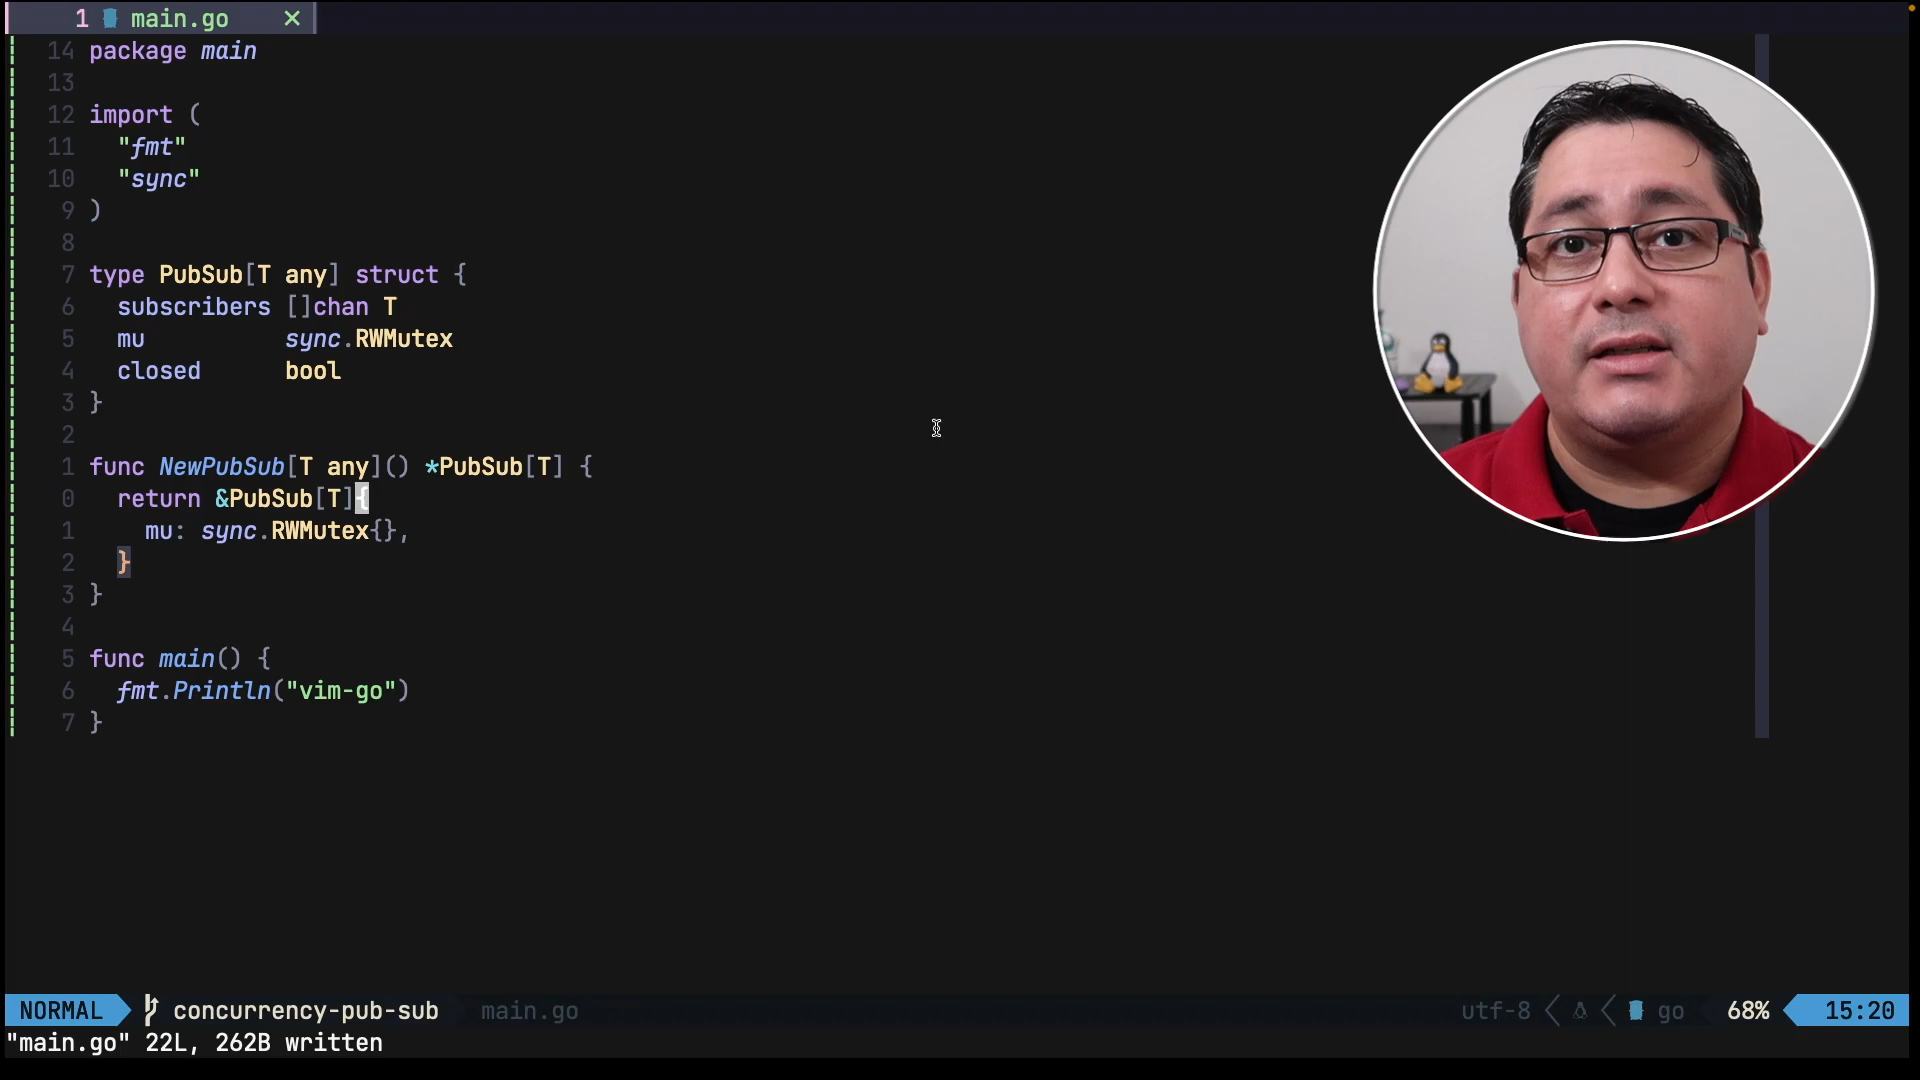 1 main.go ×
14 package main
13
12 import (
11 "fmt"
10 "sync"
9 )
8
7 type PubSub[T any] struct {
6 subscribers []chan T
5 mu sync.RWMutex
4 closed bool
3 }
2
1 func NewPubSub[T any]() *PubSub[T] {
0 return &PubSub[T]{
1 mu: sync.RWMutex{},
2 }
3 }
4
5 func main() {
6 fmt.Println("vim-go")
7 }
NORMAL concurrency-pub-sub main.go utf-8 go 68% 15:20
"main.go" 22L, 262B written